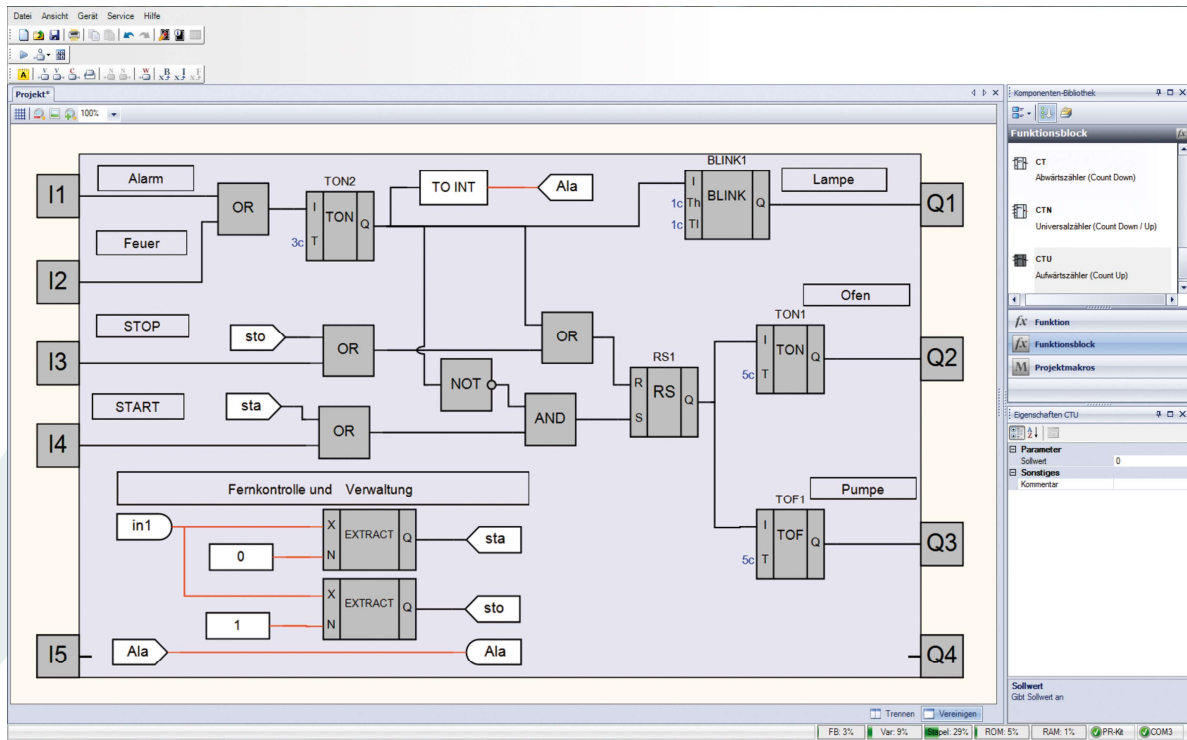 Datei Ansicht Gerät Service Hilfe
Projekt*
100%
I1
Alarm
OR
TON2
I
TON
Q
3c T
TO INT
Ala
BLINK1
I
1c Th
BLINK
Q
1c Tl
Lampe
Q1
Feuer
I2
STOP
sto
I3
OR
OR
Ofen
TON1
I
TON
Q
5c T
Q2
START
sta
I4
OR
NOT
AND
RS1
R
RS
Q
S
Fernkontrolle und Verwaltung
in1
X
EXTRACT
Q
N
0
sta
X
EXTRACT
Q
N
1
sto
Pumpe
TOF1
I
TOF
Q
5c T
Q3
I5
Ala
Ala
Q4
Trennen Vereinigen
Komponenten-Bibliothek
Funktionsblock
CT
Abwärtszähler (Count Down)
CTN
Universalzähler (Count Down / Up)
CTU
Aufwärtszähler (Count Up)
fx Funktion
fx Funktionsblock
M Projektmakros
Eigenschaften CTU
Parameter
Sollwert 0
Sonstiges
Kommentar
Sollwert
Gibt Sollwert an
FB: 3% Var: 9% Stapel: 29% ROM: 5% RAM: 1% PR-Kit COM3